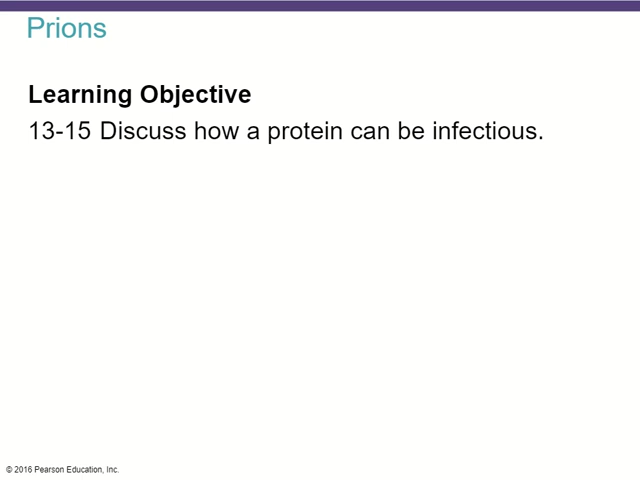 Prions
Learning Objective
13-15 Discuss how a protein can be infectious.
© 2016 Pearson Education, Inc.